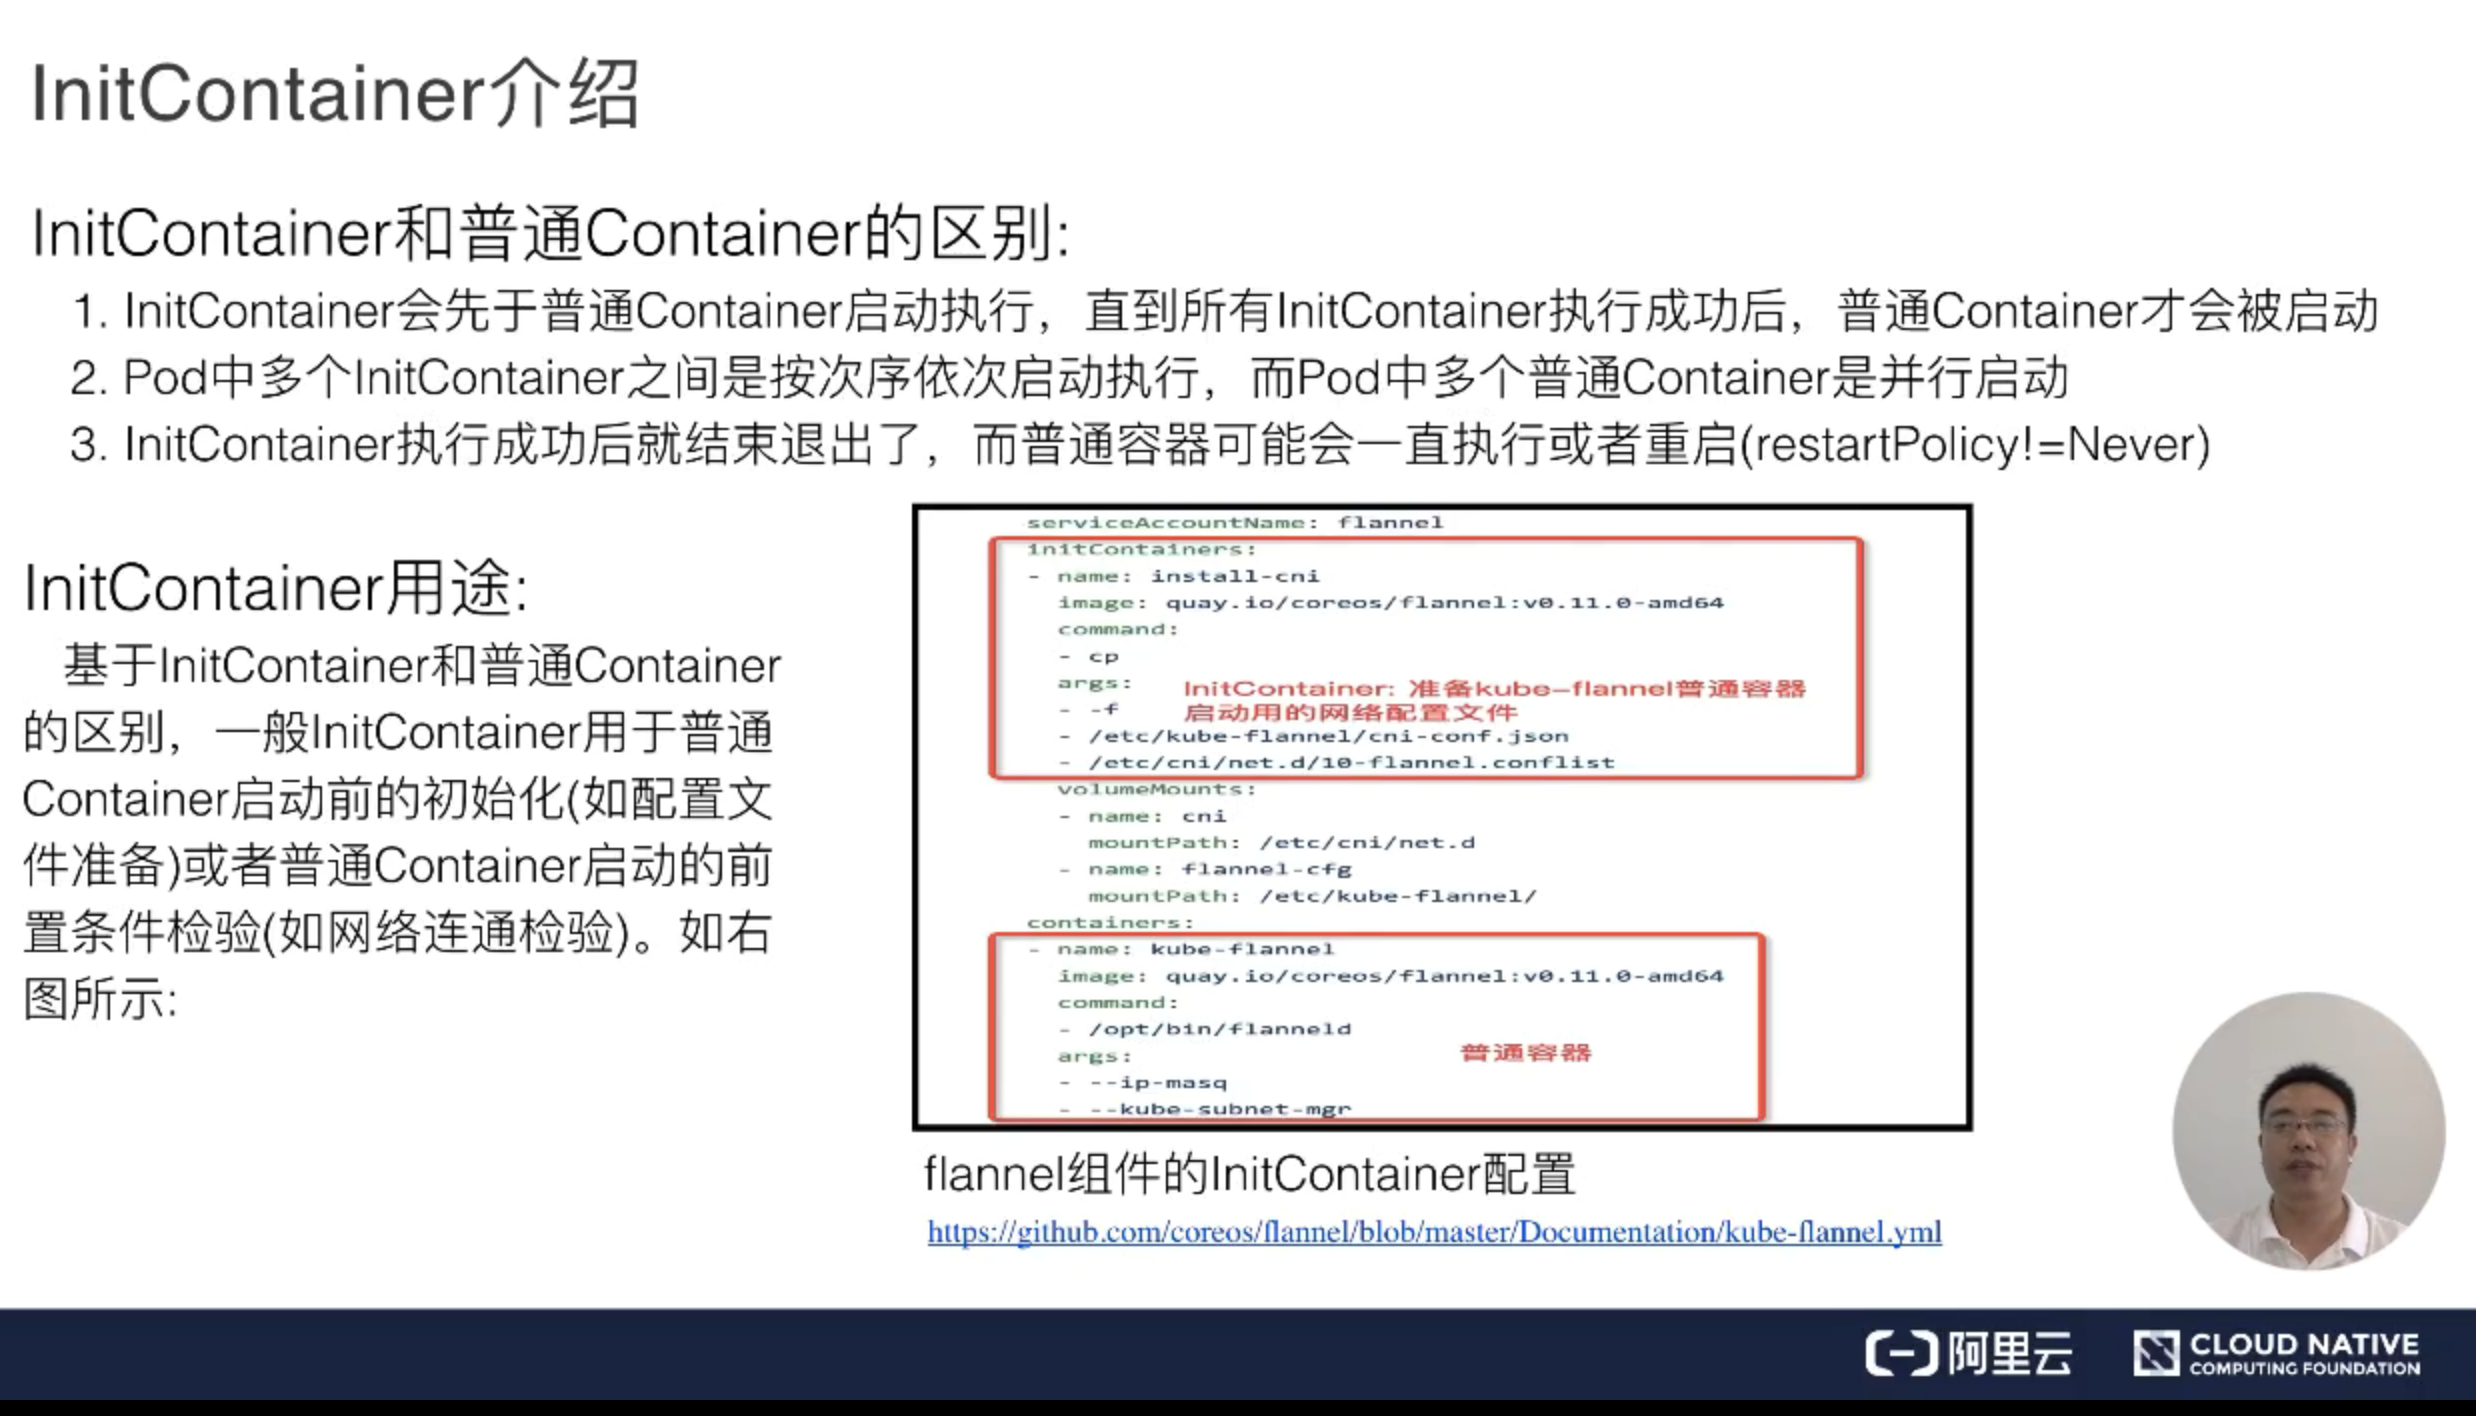 InitContainer介绍
InitContainer和普通Container的区别:
1. InitContainer会先于普通Container启动执行，直到所有InitContainer执行成功后，普通Container才会被启动
2. Pod中多个InitContainer之间是按次序依次启动执行，而Pod中多个普通Container是并行启动
3. InitContainer执行成功后就结束退出了，而普通容器可能会一直执行或者重启(restartPolicy!=Never)
InitContainer用途:
基于InitContainer和普通Container
的区别，一般InitContainer用于普通
Container启动前的初始化(如配置文
件准备)或者普通Container启动的前
置条件检验(如网络连通检验)。如右
图所示:
serviceAccountName: flannel
initContainers:
- name: install-cni
image: quay.io/coreos/flannel:v0.11.0-amd64
command:
- cp
args:
- -f
InitContainer: 准备kube-flannel普通容器
启动用的网络配置文件
- /etc/kube-flannel/cni-conf.json
- /etc/cni/net.d/10-flannel.conflist
volumeMounts:
- name: cni
mountPath: /etc/cni/net.d
- name: flannel-cfg
mountPath: /etc/kube-flannel/
containers:
- name: kube-flannel
image: quay.io/coreos/flannel:v0.11.0-amd64
command:
- /opt/bin/flanneld
args:
普通容器
- --ip-masq
- --kube-subnet-mgr
flannel组件的InitContainer配置
https://github.com/coreos/flannel/blob/master/Documentation/kube-flannel.yml
阿里云
CLOUD NATIVE
COMPUTING FOUNDATION